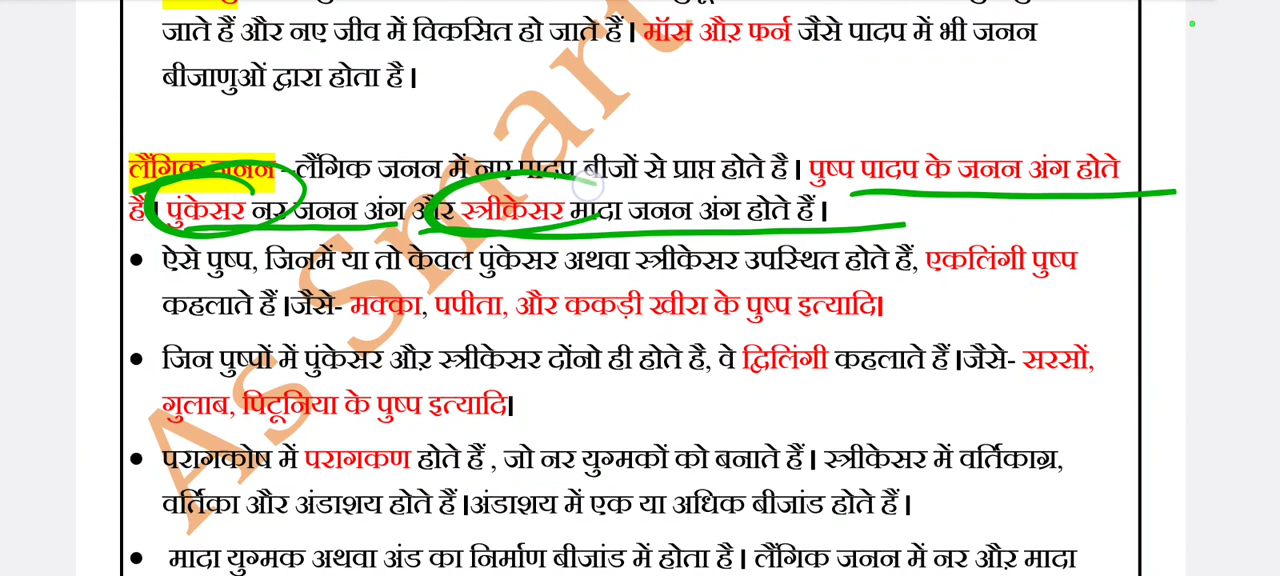 जाते हैं और नए जीव में विकसित हो जाते हैं। मॉस और फर्न जैसे पादप में भी जनन
बीजाणुओं द्वारा होता है।
लैंगिक जनन -लैंगिक जनन में नए पादप बीजों से प्राप्त होते है। पुष्प पादप के जनन अंग होते
है। पुंकेसर नर जनन अंग और स्त्रीकेसर मादा जनन अंग होते हैं।
• ऐसे पुष्प, जिनमें या तो केवल पुंकेसर अथवा स्त्रीकेसर उपस्थित होते हैं, एकलिंगी पुष्प
कहलाते हैं।जैसे- मक्का, पपीता, और ककड़ी खीरा के पुष्प इत्यादि।
• जिन पुष्पों में पुंकेसर और स्त्रीकेसर दोंनो ही होते है, वे द्विलिंगी कहलाते हैं।जैसे- सरसों,
गुलाब, पिटूनिया के पुष्प इत्यादि।
• परागकोष में परागकण होते हैं , जो नर युग्मकों को बनाते हैं। स्त्रीकेसर में वर्तिकाग्र,
वर्तिका और अंडाशय होते हैं।अंडाशय में एक या अधिक बीजांड होते हैं।
• मादा युग्मक अथवा अंड का निर्माण बीजांड में होता है। लैंगिक जनन में नर और मादा
As Smart